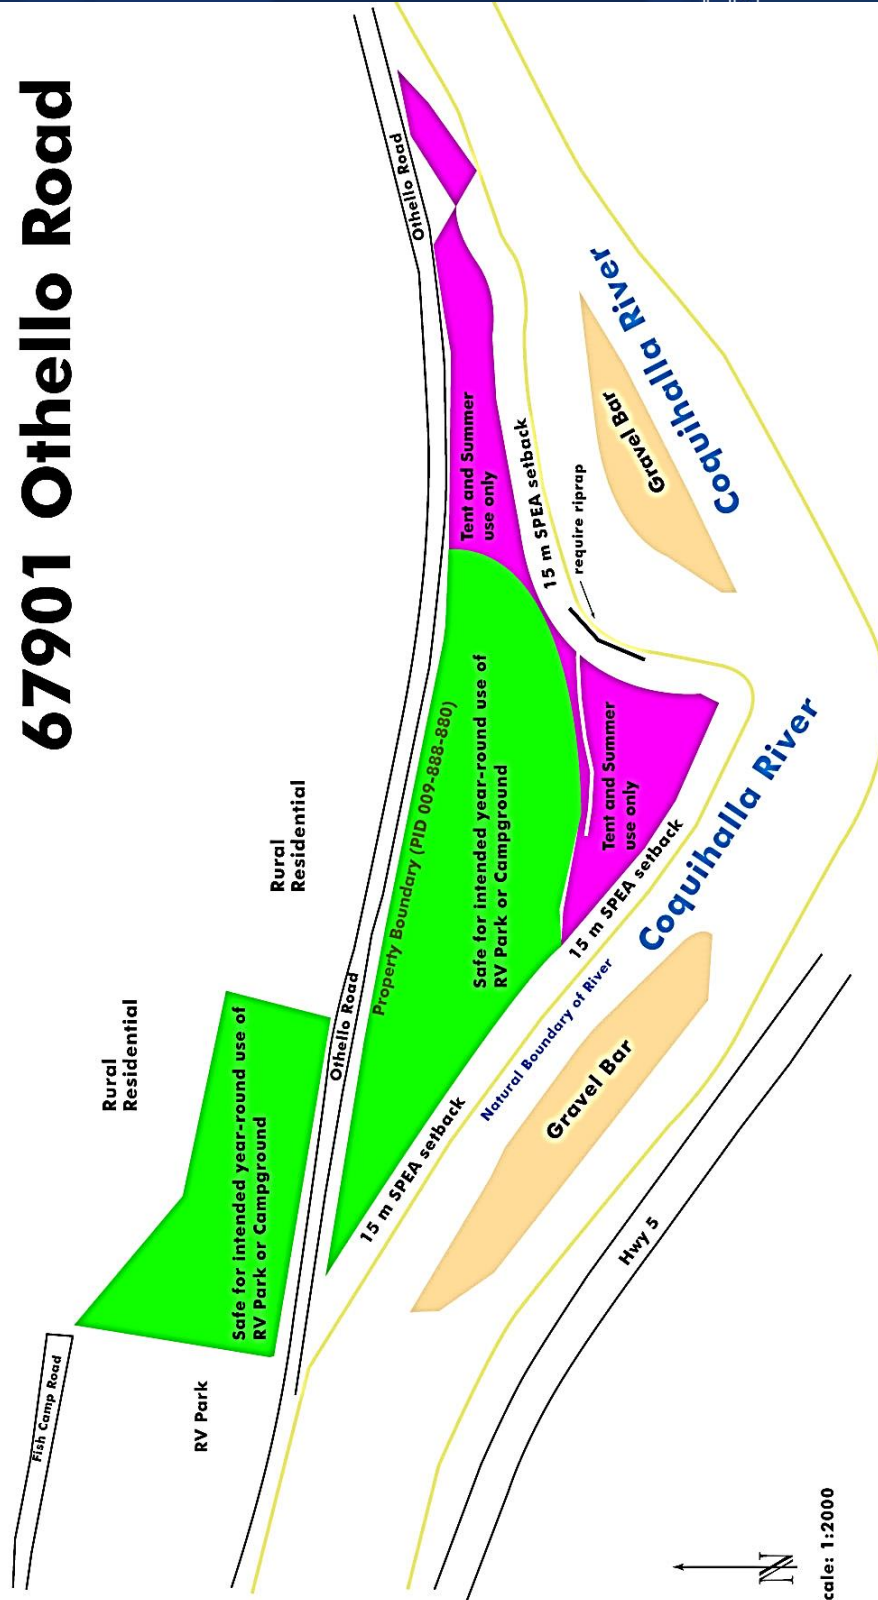 67901 Othello Road
Fish Camp Road
RV Park
Rural
Residential
Rural
Residential
Safe for intended year-round use of
RV Park or Campground
Othello Road
Othello Road
Property Boundary (PID 009-888-880)
Safe for intended year-round use of
RV Park or Campground
Tent and Summer
use only
Tent and Summer
use only
15 m SPEA setback
15 m SPEA setback
15 m SPEA setback
require riprap
Natural Boundary of River
Gravel Bar
Gravel Bar
Coquihalla River
Coquihalla River
Hwy 5
N
cale: 1:2000